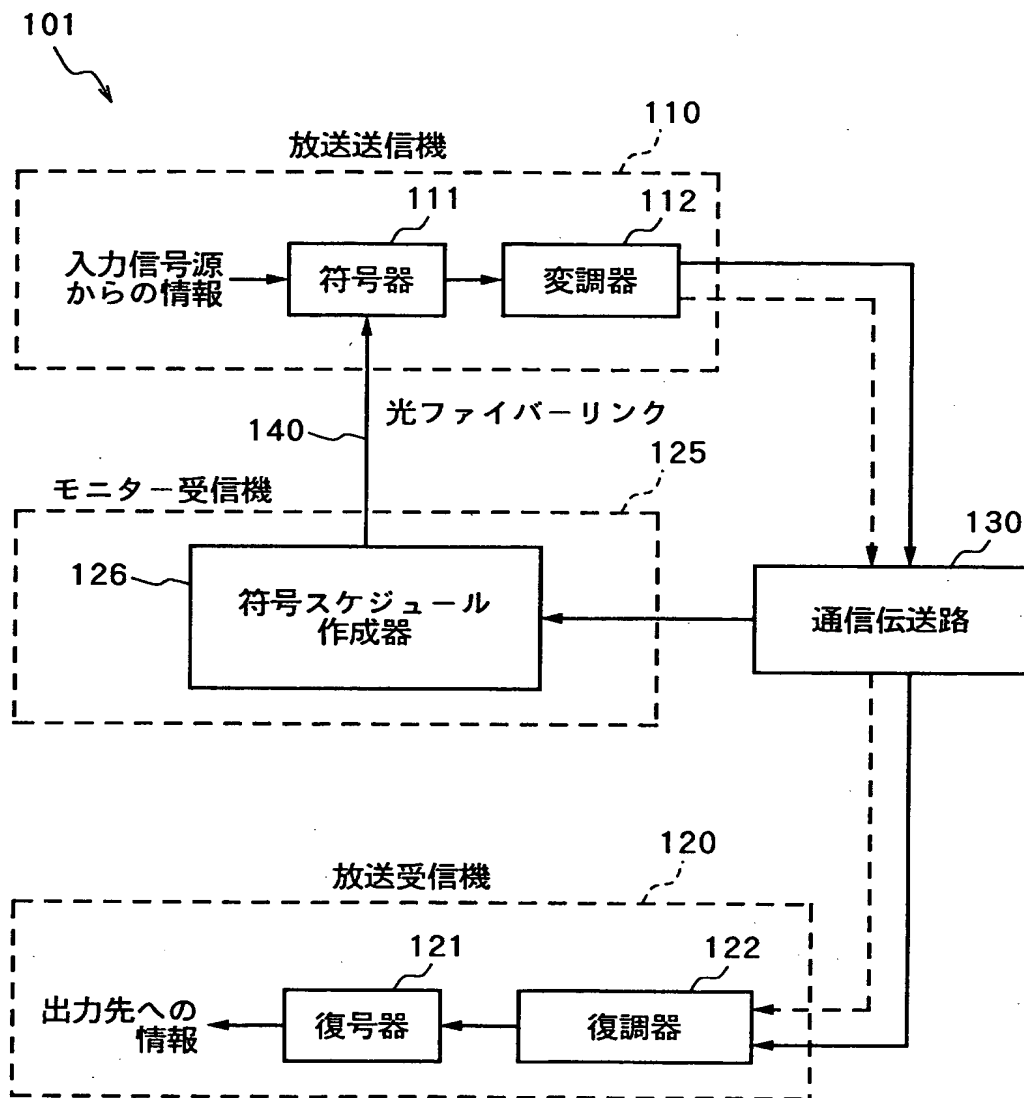 101
放送送信機
110
111
112
入力信号源
からの情報
符号器
変調器
光ファイバーリンク
140
モニター受信機
125
130
126
符号スケジュール
作成器
通信伝送路
放送受信機
120
121
122
出力先への
情報
復号器
復調器